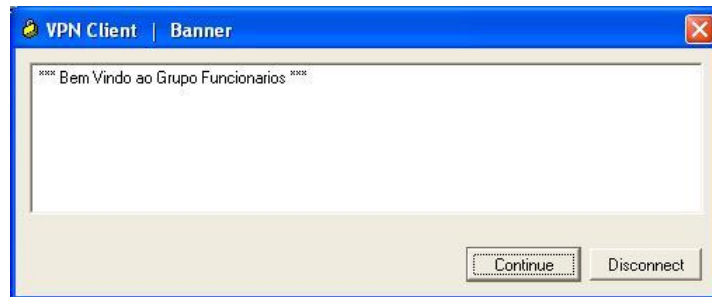 VPN Client | Banner
*** Bem Vindo ao Grupo Funcionarios ***
Continue Disconnect